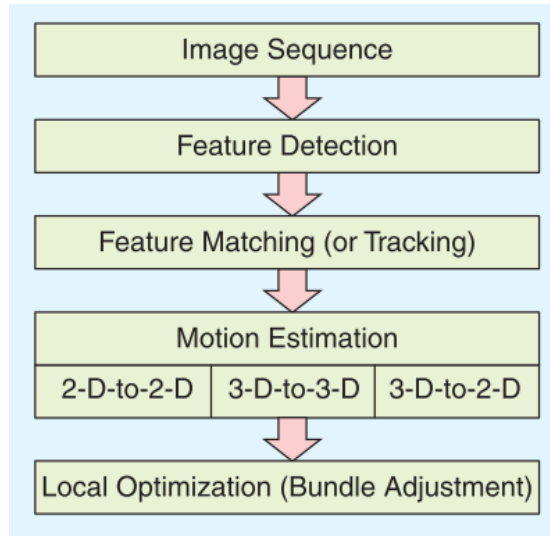 Image Sequence
Feature Detection
Feature Matching (or Tracking)
Motion Estimation
2-D-to-2-D 3-D-to-3-D 3-D-to-2-D
Local Optimization (Bundle Adjustment)